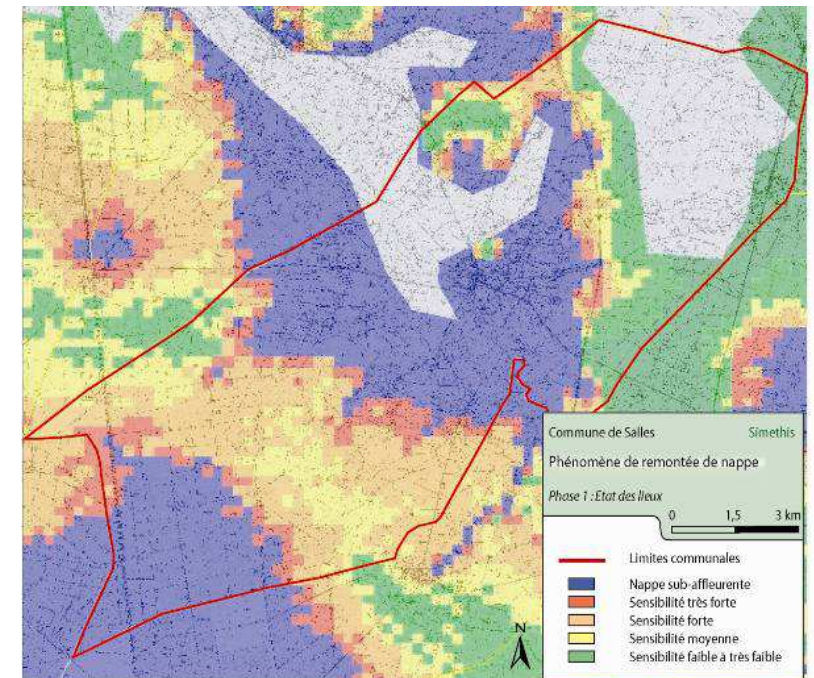 Commune de Salles
Simethis
Phénomène de remontée de nappe
Phase 1 : Etat des lieux
0 1,5 3 km
Limites communales
Nappe sub-affleurente
Sensibilité très forte
Sensibilité forte
Sensibilité moyenne
Sensibilité faible à très faible
N